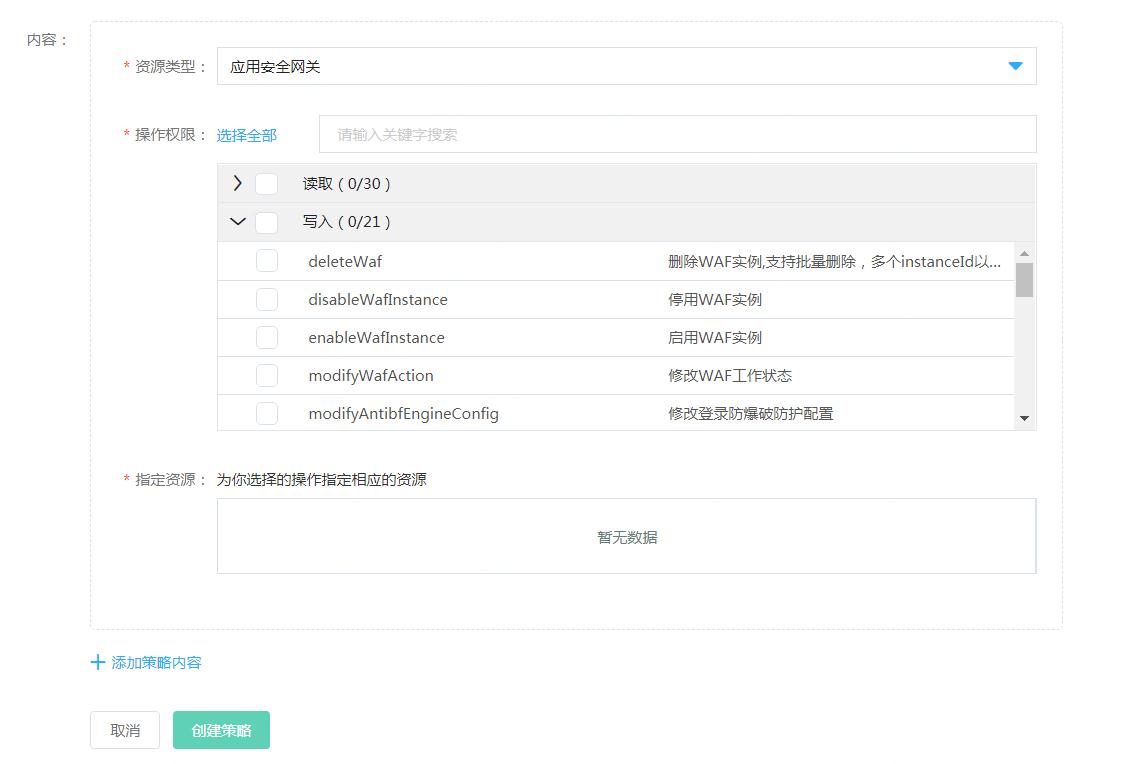 内容：
* 资源类型： 应用安全网关
* 操作权限： 选择全部 请输入关键字搜索
读取（0/30）
写入（0/21）
deleteWaf 删除WAF实例,支持批量删除，多个instanceId以...
disableWafInstance 停用WAF实例
enableWafInstance 启用WAF实例
modifyWafAction 修改WAF工作状态
modifyAntibfEngineConfig 修改登录防爆破防护配置
* 指定资源： 为你选择的操作指定相应的资源
暂无数据
添加策略内容
取消 创建策略